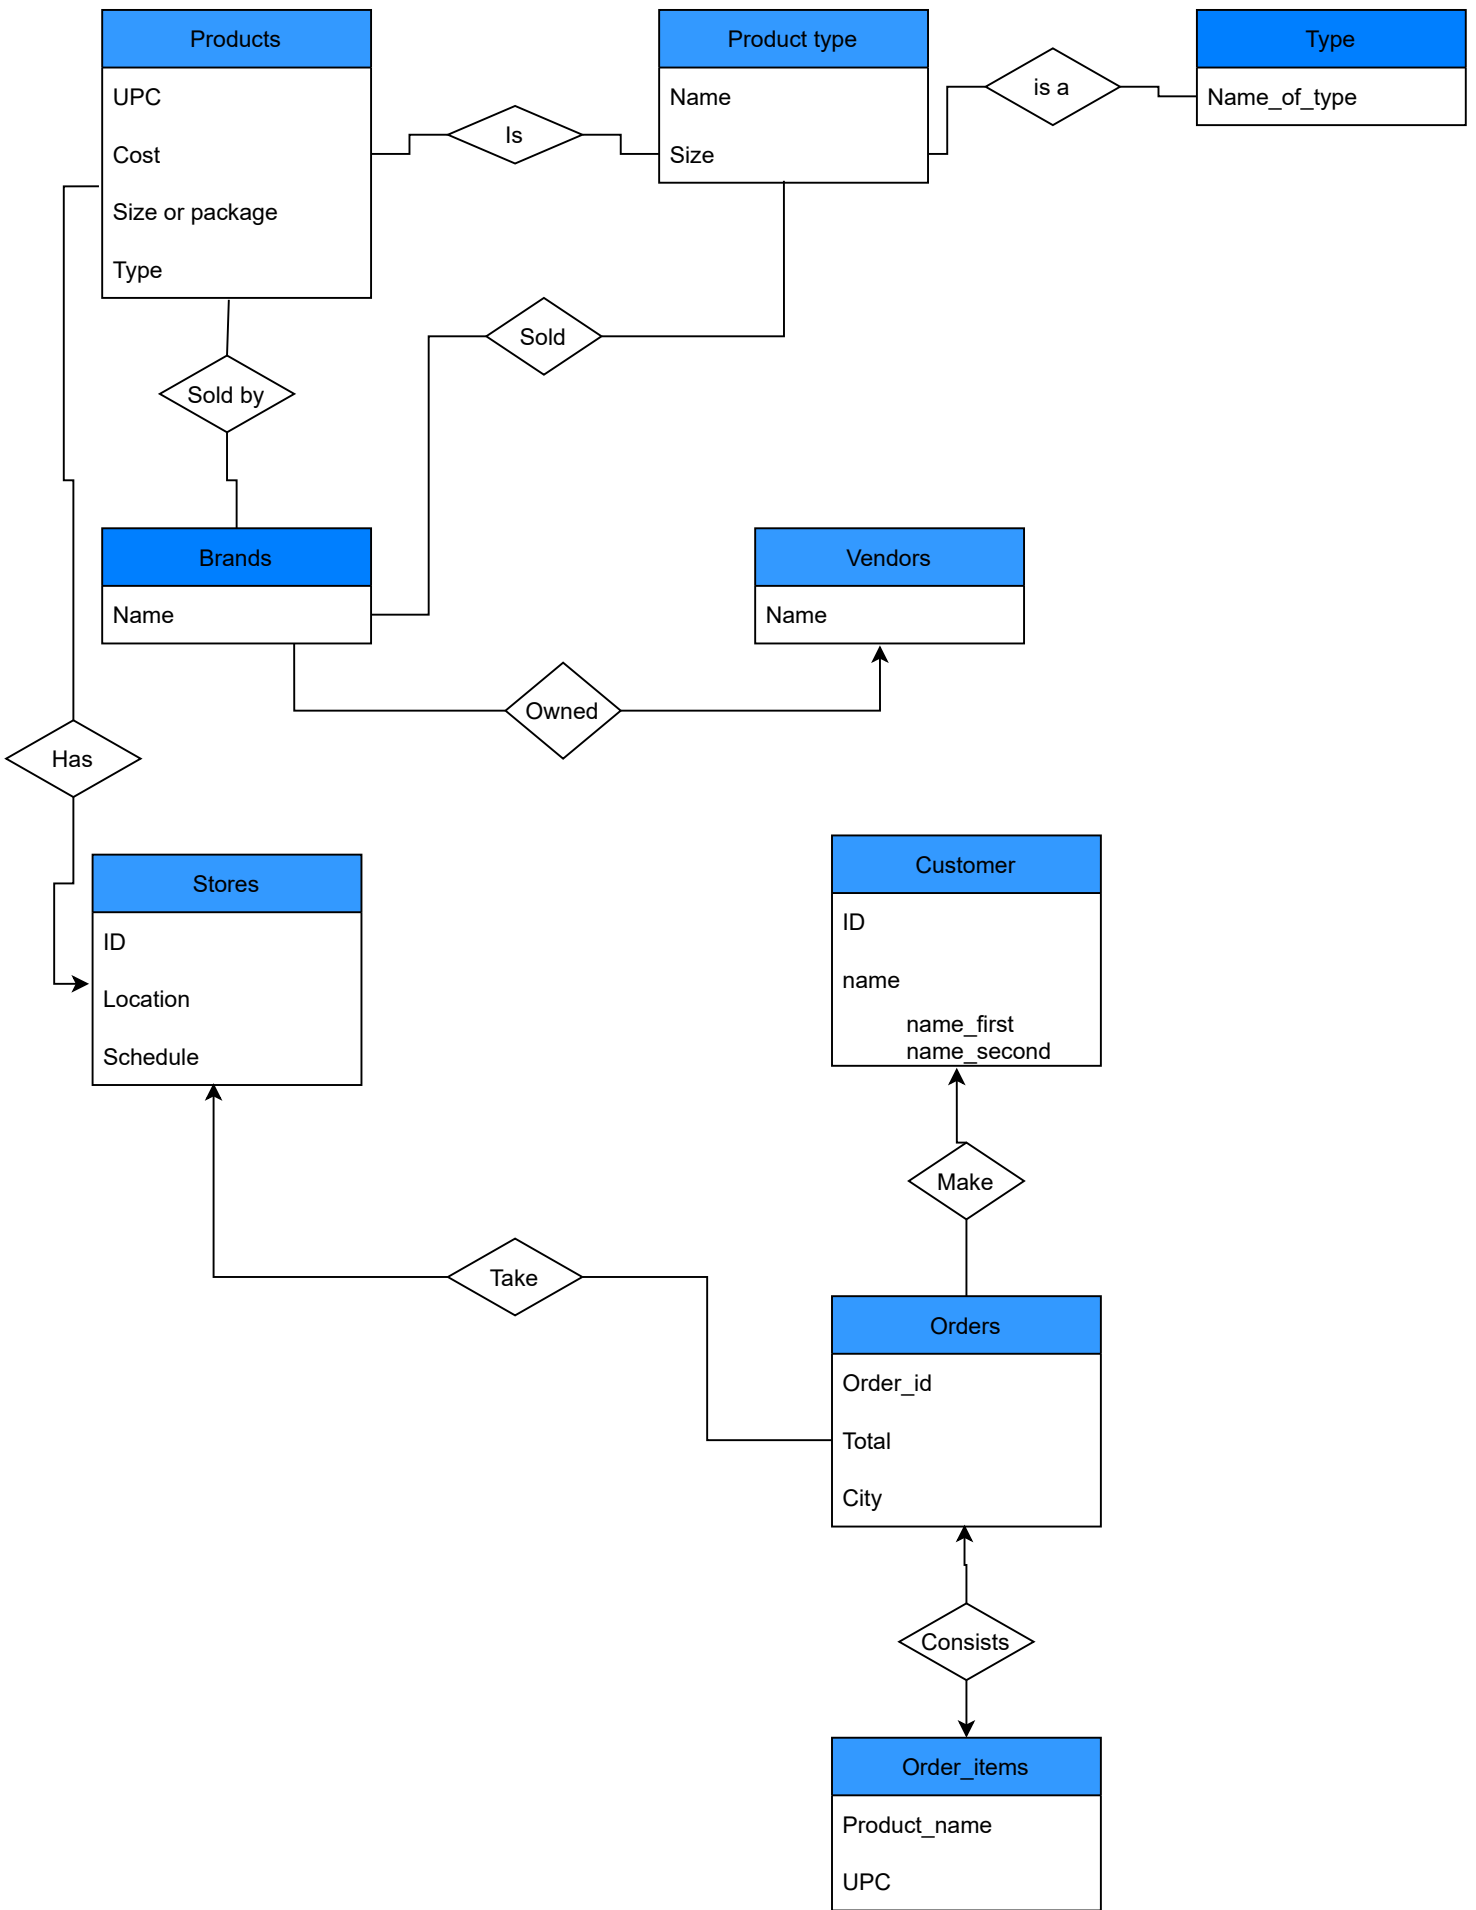 Products
UPC
Cost
Size or package
Type
Is
Product type
Name
Size
is a
Type
Name_of_type
Sold by
Sold
Brands
Name
Vendors
Name
Owned
Has
Stores
ID
Location
Schedule
Customer
ID
name
name_first
name_second
Make
Take
Orders
Order_id
Total
City
Consists
Order_items
Product_name
UPC